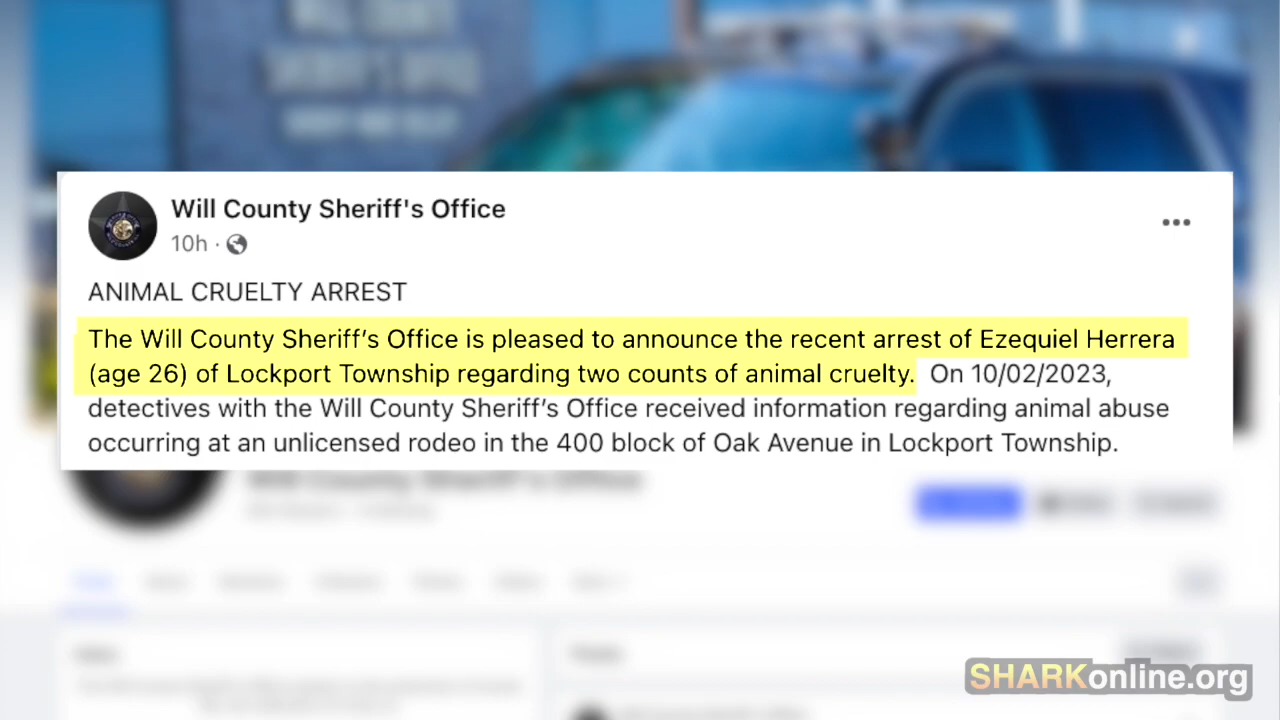 Will County Sheriff's Office
10h ·
ANIMAL CRUELTY ARREST
The Will County Sheriff’s Office is pleased to announce the recent arrest of Ezequiel Herrera
(age 26) of Lockport Township regarding two counts of animal cruelty. On 10/02/2023,
detectives with the Will County Sheriff’s Office received information regarding animal abuse
occurring at an unlicensed rodeo in the 400 block of Oak Avenue in Lockport Township.
SHARKonline.org